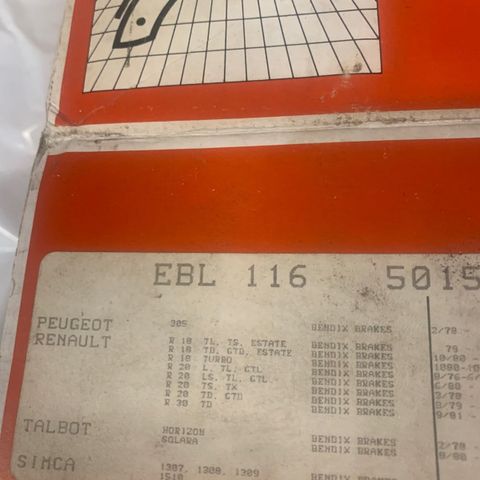 EBL 116 5015
PEUGEOT 305 BENDIX BRAKES 2/78 -
RENAULT R 18 TL, TS, ESTATE BENDIX BRAKES
R 18 TD, GTD, ESTATE BENDIX BRAKES 79
R 18 TURBO BENDIX BRAKES 10/80 -
R 20 L, TL, GTL BENDIX BRAKES
R 20 LS, TL, GTL BENDIX BRAKES
R 20 TS, TX BENDIX BRAKES 6/80 -
R 20 TD, GTD BENDIX BRAKES
R 30 TD BENDIX BRAKES 9/81 -
TALBOT HORIZON BENDIX BRAKES 2/78 -
SOLARA BENDIX BRAKES
SIMCA 1307, 1308, 1309 BENDIX BRAKES
1510